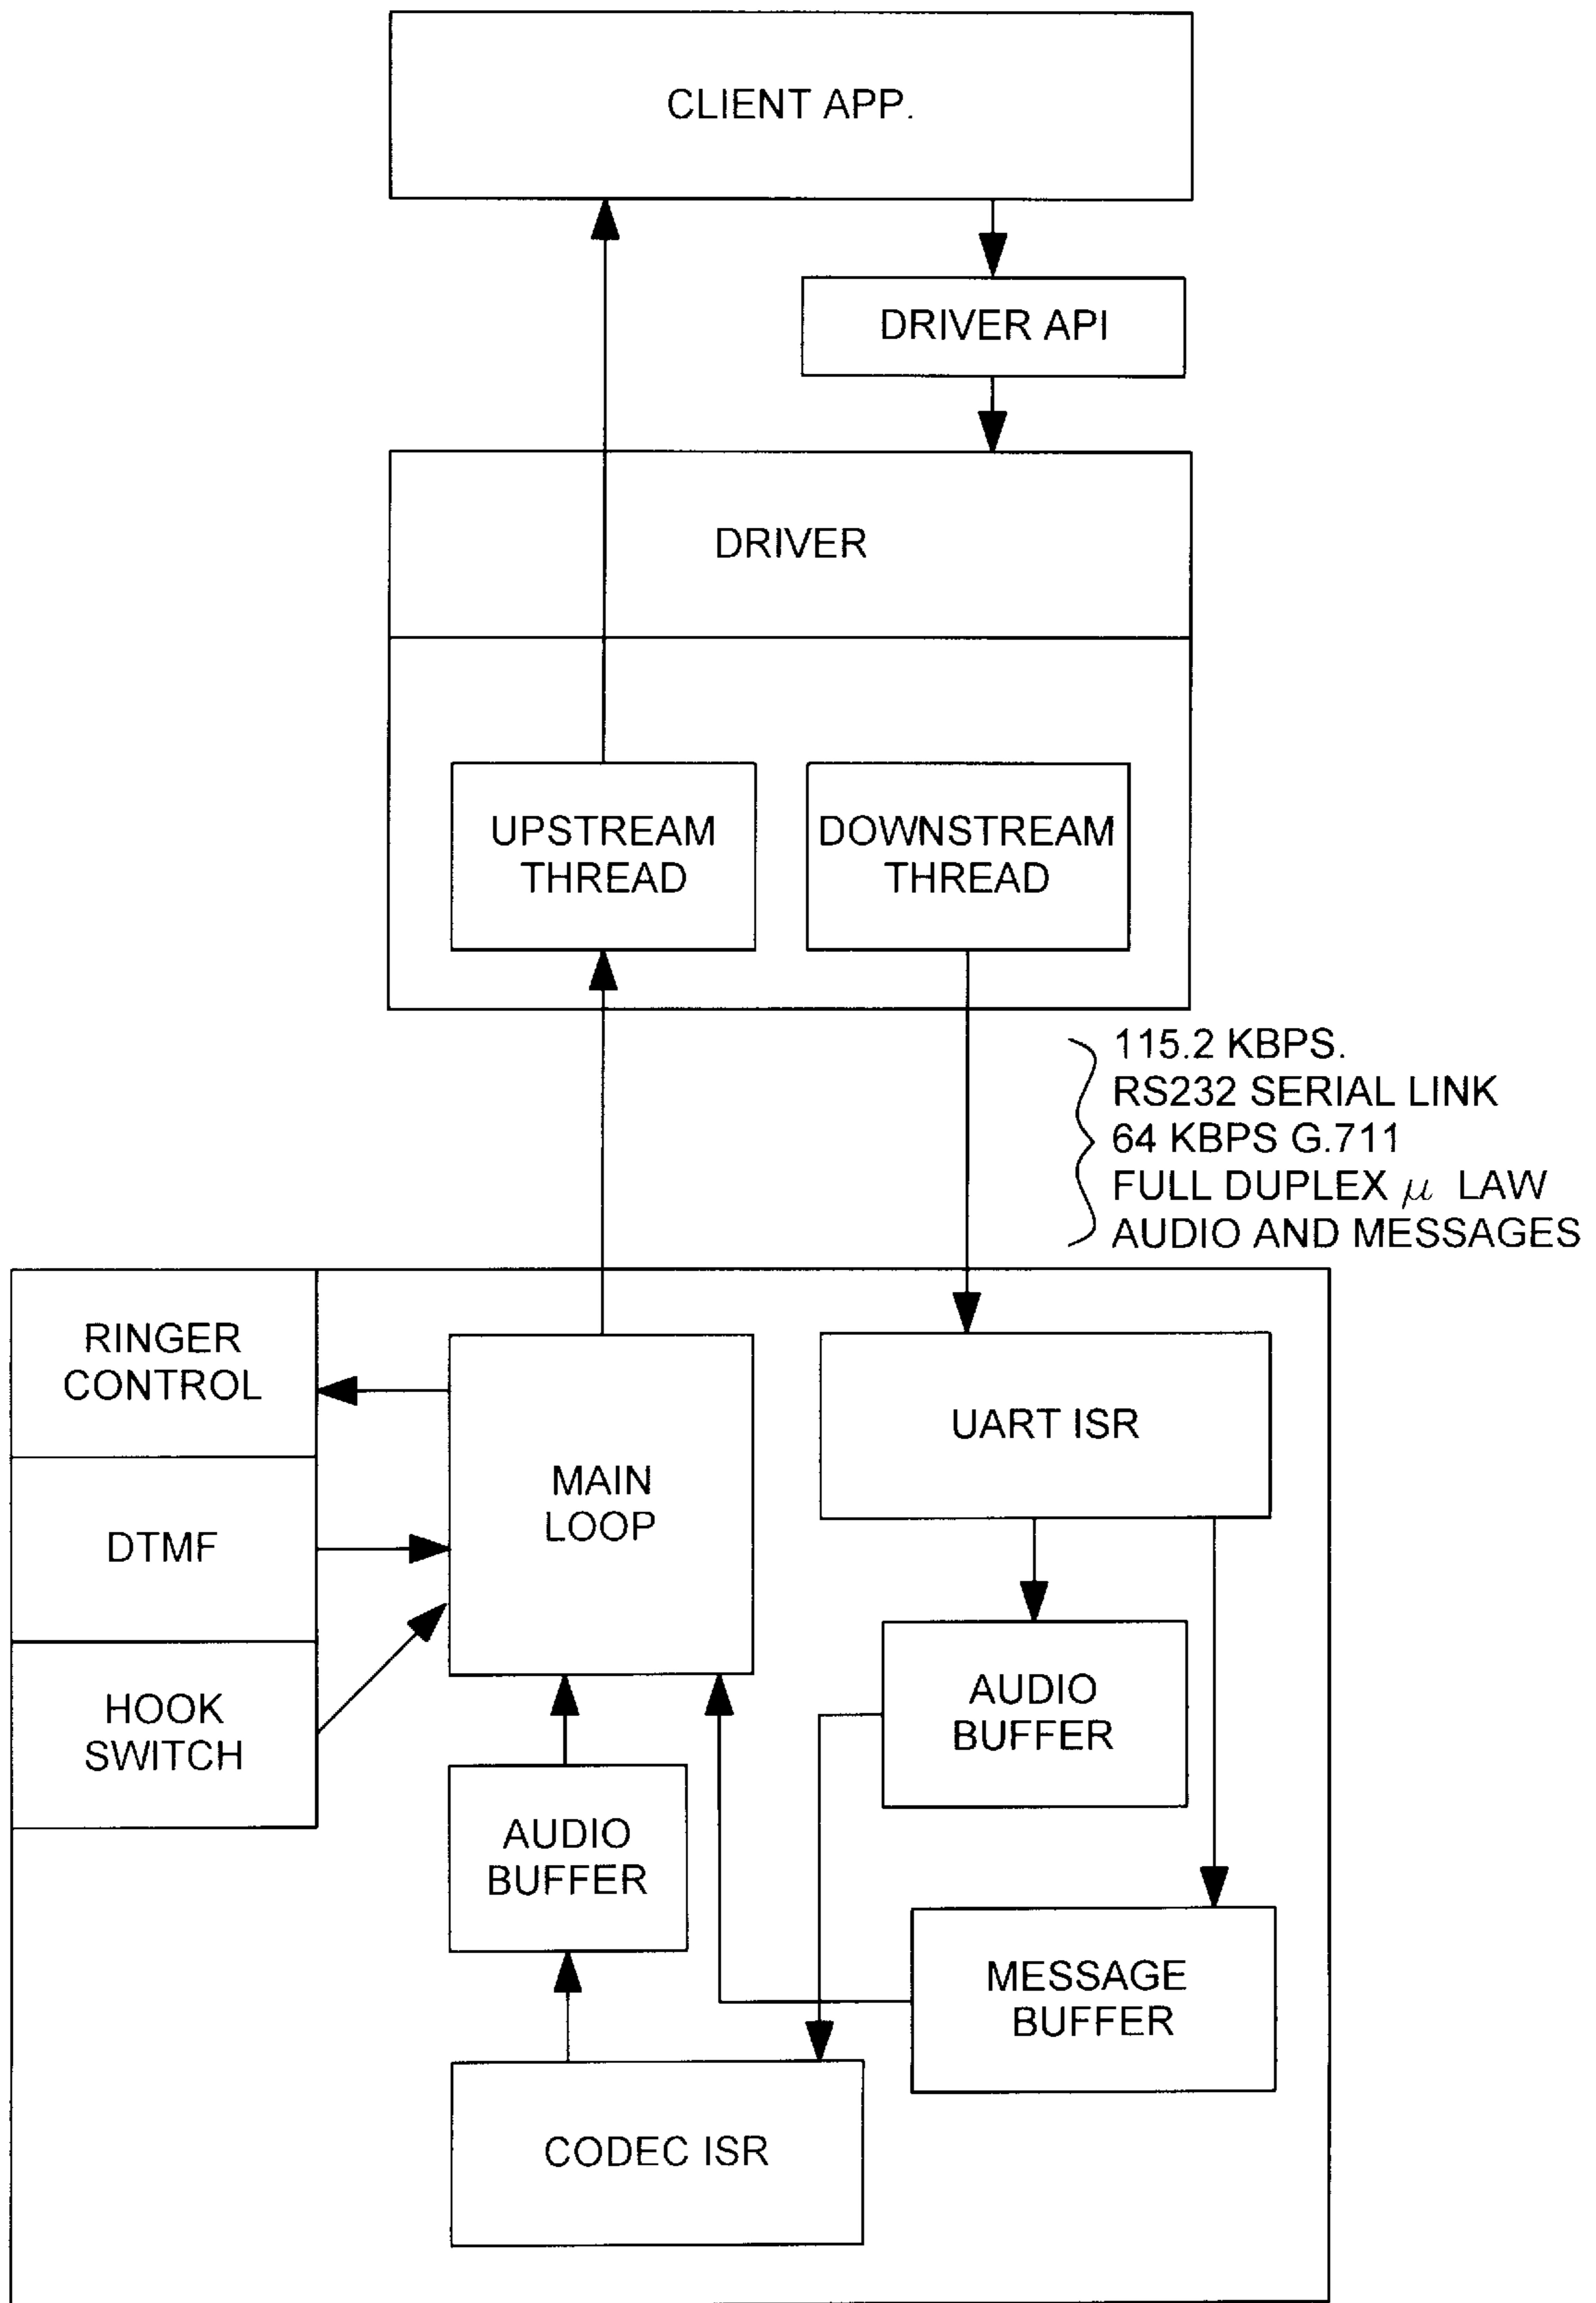 CLIENT APP.
DRIVER API
DRIVER
UPSTREAM
THREAD
DOWNSTREAM
THREAD
115.2 KBPS.
RS232 SERIAL LINK
64 KBPS G.711
FULL DUPLEX μ LAW
AUDIO AND MESSAGES
RINGER
CONTROL
DTMF
HOOK
SWITCH
MAIN
LOOP
UART ISR
AUDIO
BUFFER
AUDIO
BUFFER
MESSAGE
BUFFER
CODEC ISR